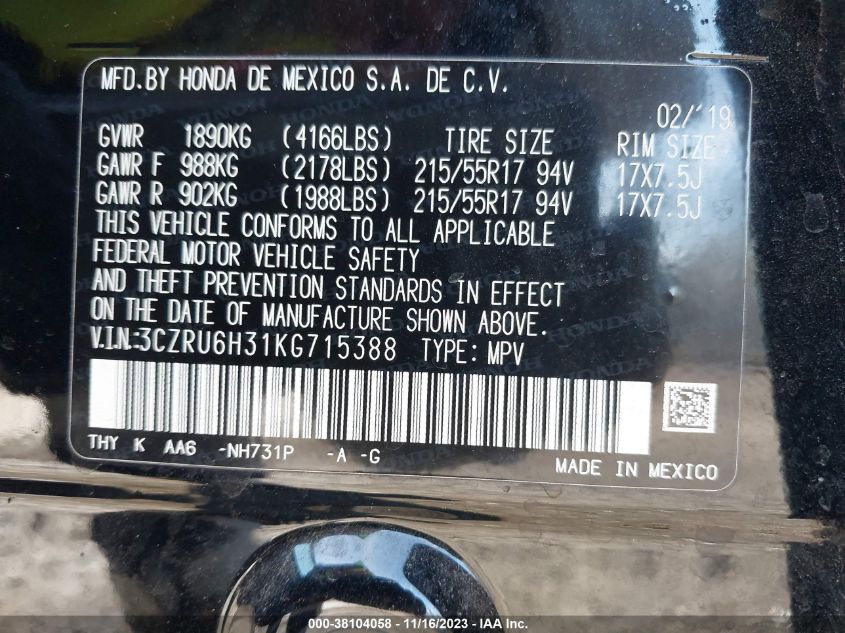 MFD.BY HONDA DE MEXICO S.A. DE C.V.
02/'19
GVWR 1890KG (4166LBS) TIRE SIZE RIM SIZE
GAWR F 988KG (2178LBS) 215/55R17 94V 17X7.5J
GAWR R 902KG (1988LBS) 215/55R17 94V 17X7.5J
THIS VEHICLE CONFORMS TO ALL APPLICABLE
FEDERAL MOTOR VEHICLE SAFETY
AND THEFT PREVENTION STANDARDS IN EFFECT
ON THE DATE OF MANUFACTURE SHOWN ABOVE.
V.I.N.:3CZRU6H31KG715388 TYPE: MPV
THY K AA6 -NH731P -A -G
MADE IN MEXICO
000-38104058 - 11/16/2023 - IAA Inc.